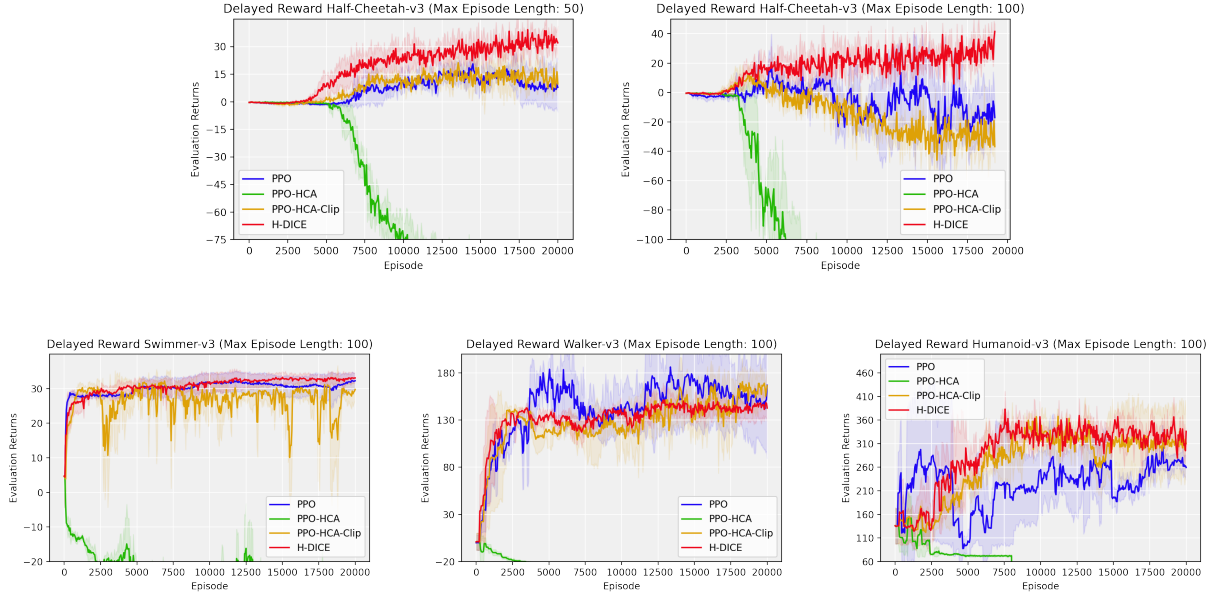 Delayed Reward Half-Cheetah-v3 (Max Episode Length: 50)
Evaluation Returns
30
15
0
−15
−30
−45
−60
−75
PPO
PPO-HCA
PPO-HCA-Clip
H-DICE
0 2500 5000 7500 10000 12500 15000 17500 20000
Episode
Delayed Reward Half-Cheetah-v3 (Max Episode Length: 100)
Evaluation Returns
40
20
0
−20
−40
−60
−80
−100
PPO
PPO-HCA
PPO-HCA-Clip
H-DICE
0 2500 5000 7500 10000 12500 15000 17500 20000
Episode
Delayed Reward Swimmer-v3 (Max Episode Length: 100)
Evaluation Returns
30
20
10
0
−10
−20
PPO
PPO-HCA
PPO-HCA-Clip
H-DICE
0 2500 5000 7500 10000 12500 15000 17500 20000
Episode
Delayed Reward Walker-v3 (Max Episode Length: 100)
Evaluation Returns
180
130
80
30
−20
PPO
PPO-HCA
PPO-HCA-Clip
H-DICE
0 2500 5000 7500 10000 12500 15000 17500 20000
Episode
Delayed Reward Humanoid-v3 (Max Episode Length: 100)
Evaluation Returns
460
410
360
310
260
210
160
110
60
PPO
PPO-HCA
PPO-HCA-Clip
H-DICE
0 2500 5000 7500 10000 12500 15000 17500 20000
Episode